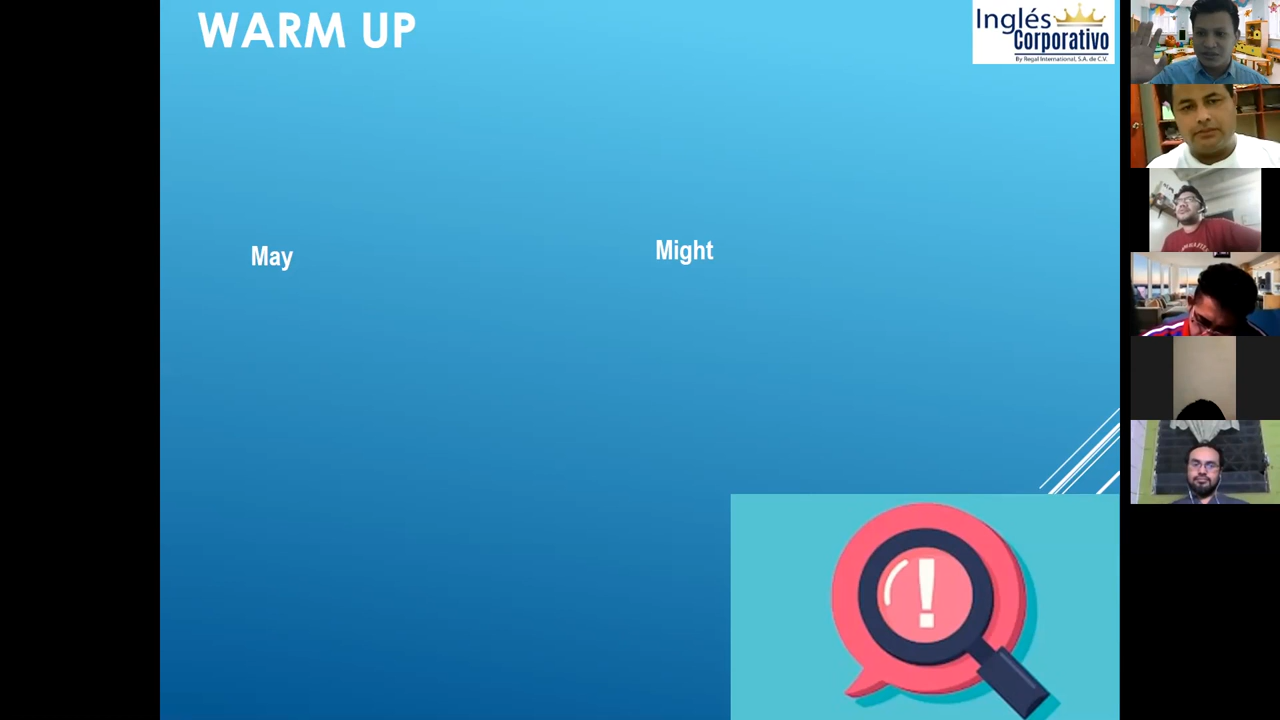 WARM UP
Inglés
Corporativo
By Regal International, S.A. de C.V.
May
Might